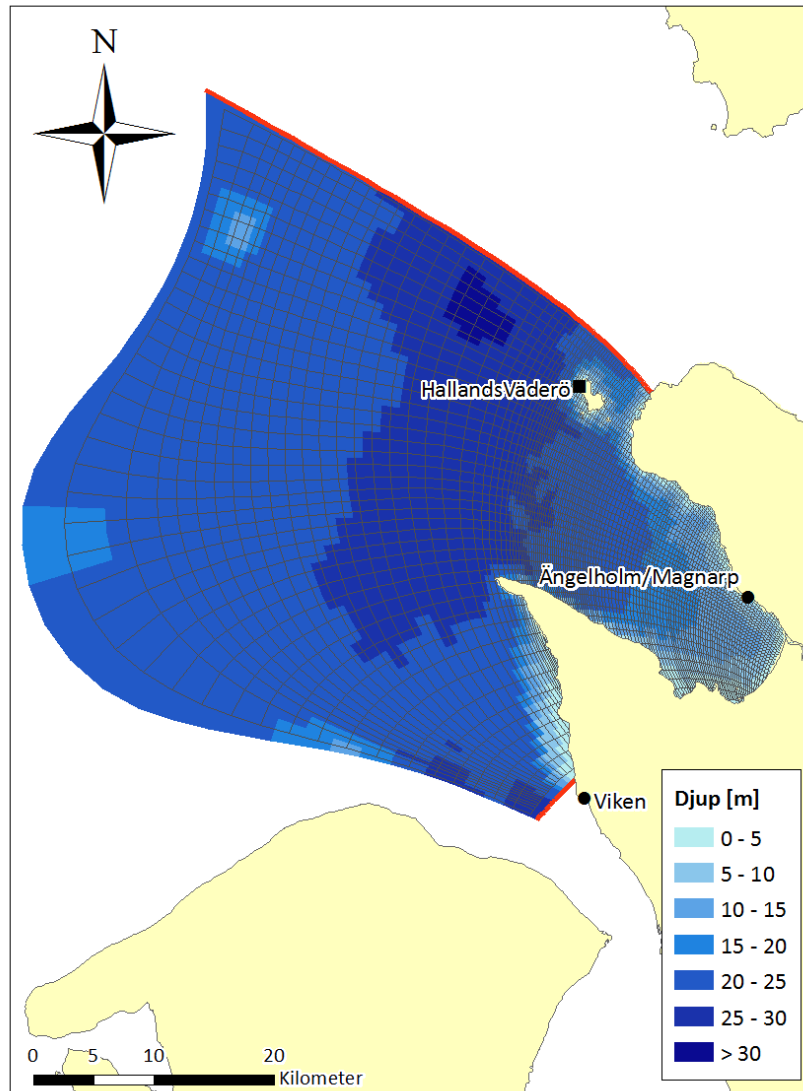 N
HallandsVäderö
Ängelholm/Magnarp
Viken
Djup [m]
0 - 5
5 - 10
10 - 15
15 - 20
20 - 25
25 - 30
> 30
0 5 10 20
Kilometer